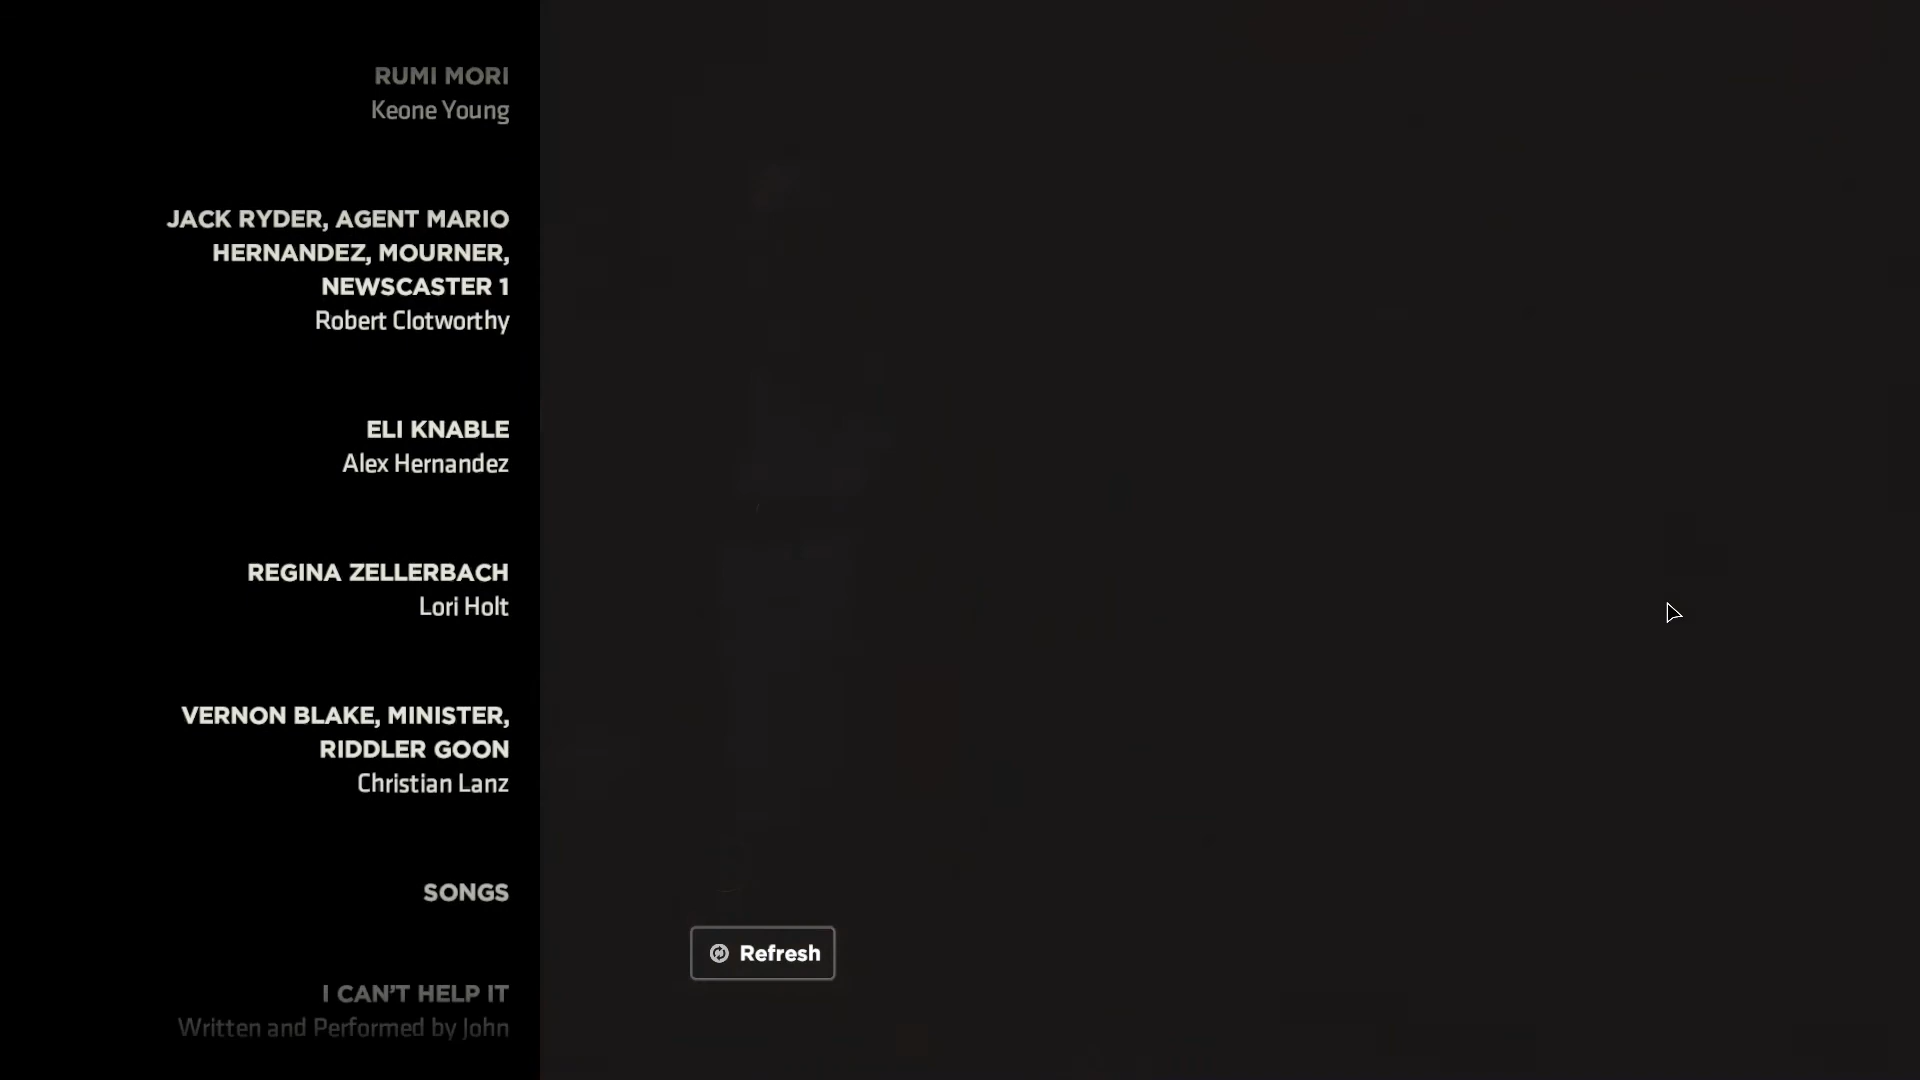 RUMI MORI
Keone Young
JACK RYDER, AGENT MARIO
HERNANDEZ, MOURNER,
NEWSCASTER 1
Robert Clotworthy
ELI KNABLE
Alex Hernandez
REGINA ZELLERBACH
Lori Holt
VERNON BLAKE, MINISTER,
RIDDLER GOON
Christian Lanz
SONGS
I CAN'T HELP IT
Written and Performed by John
Refresh